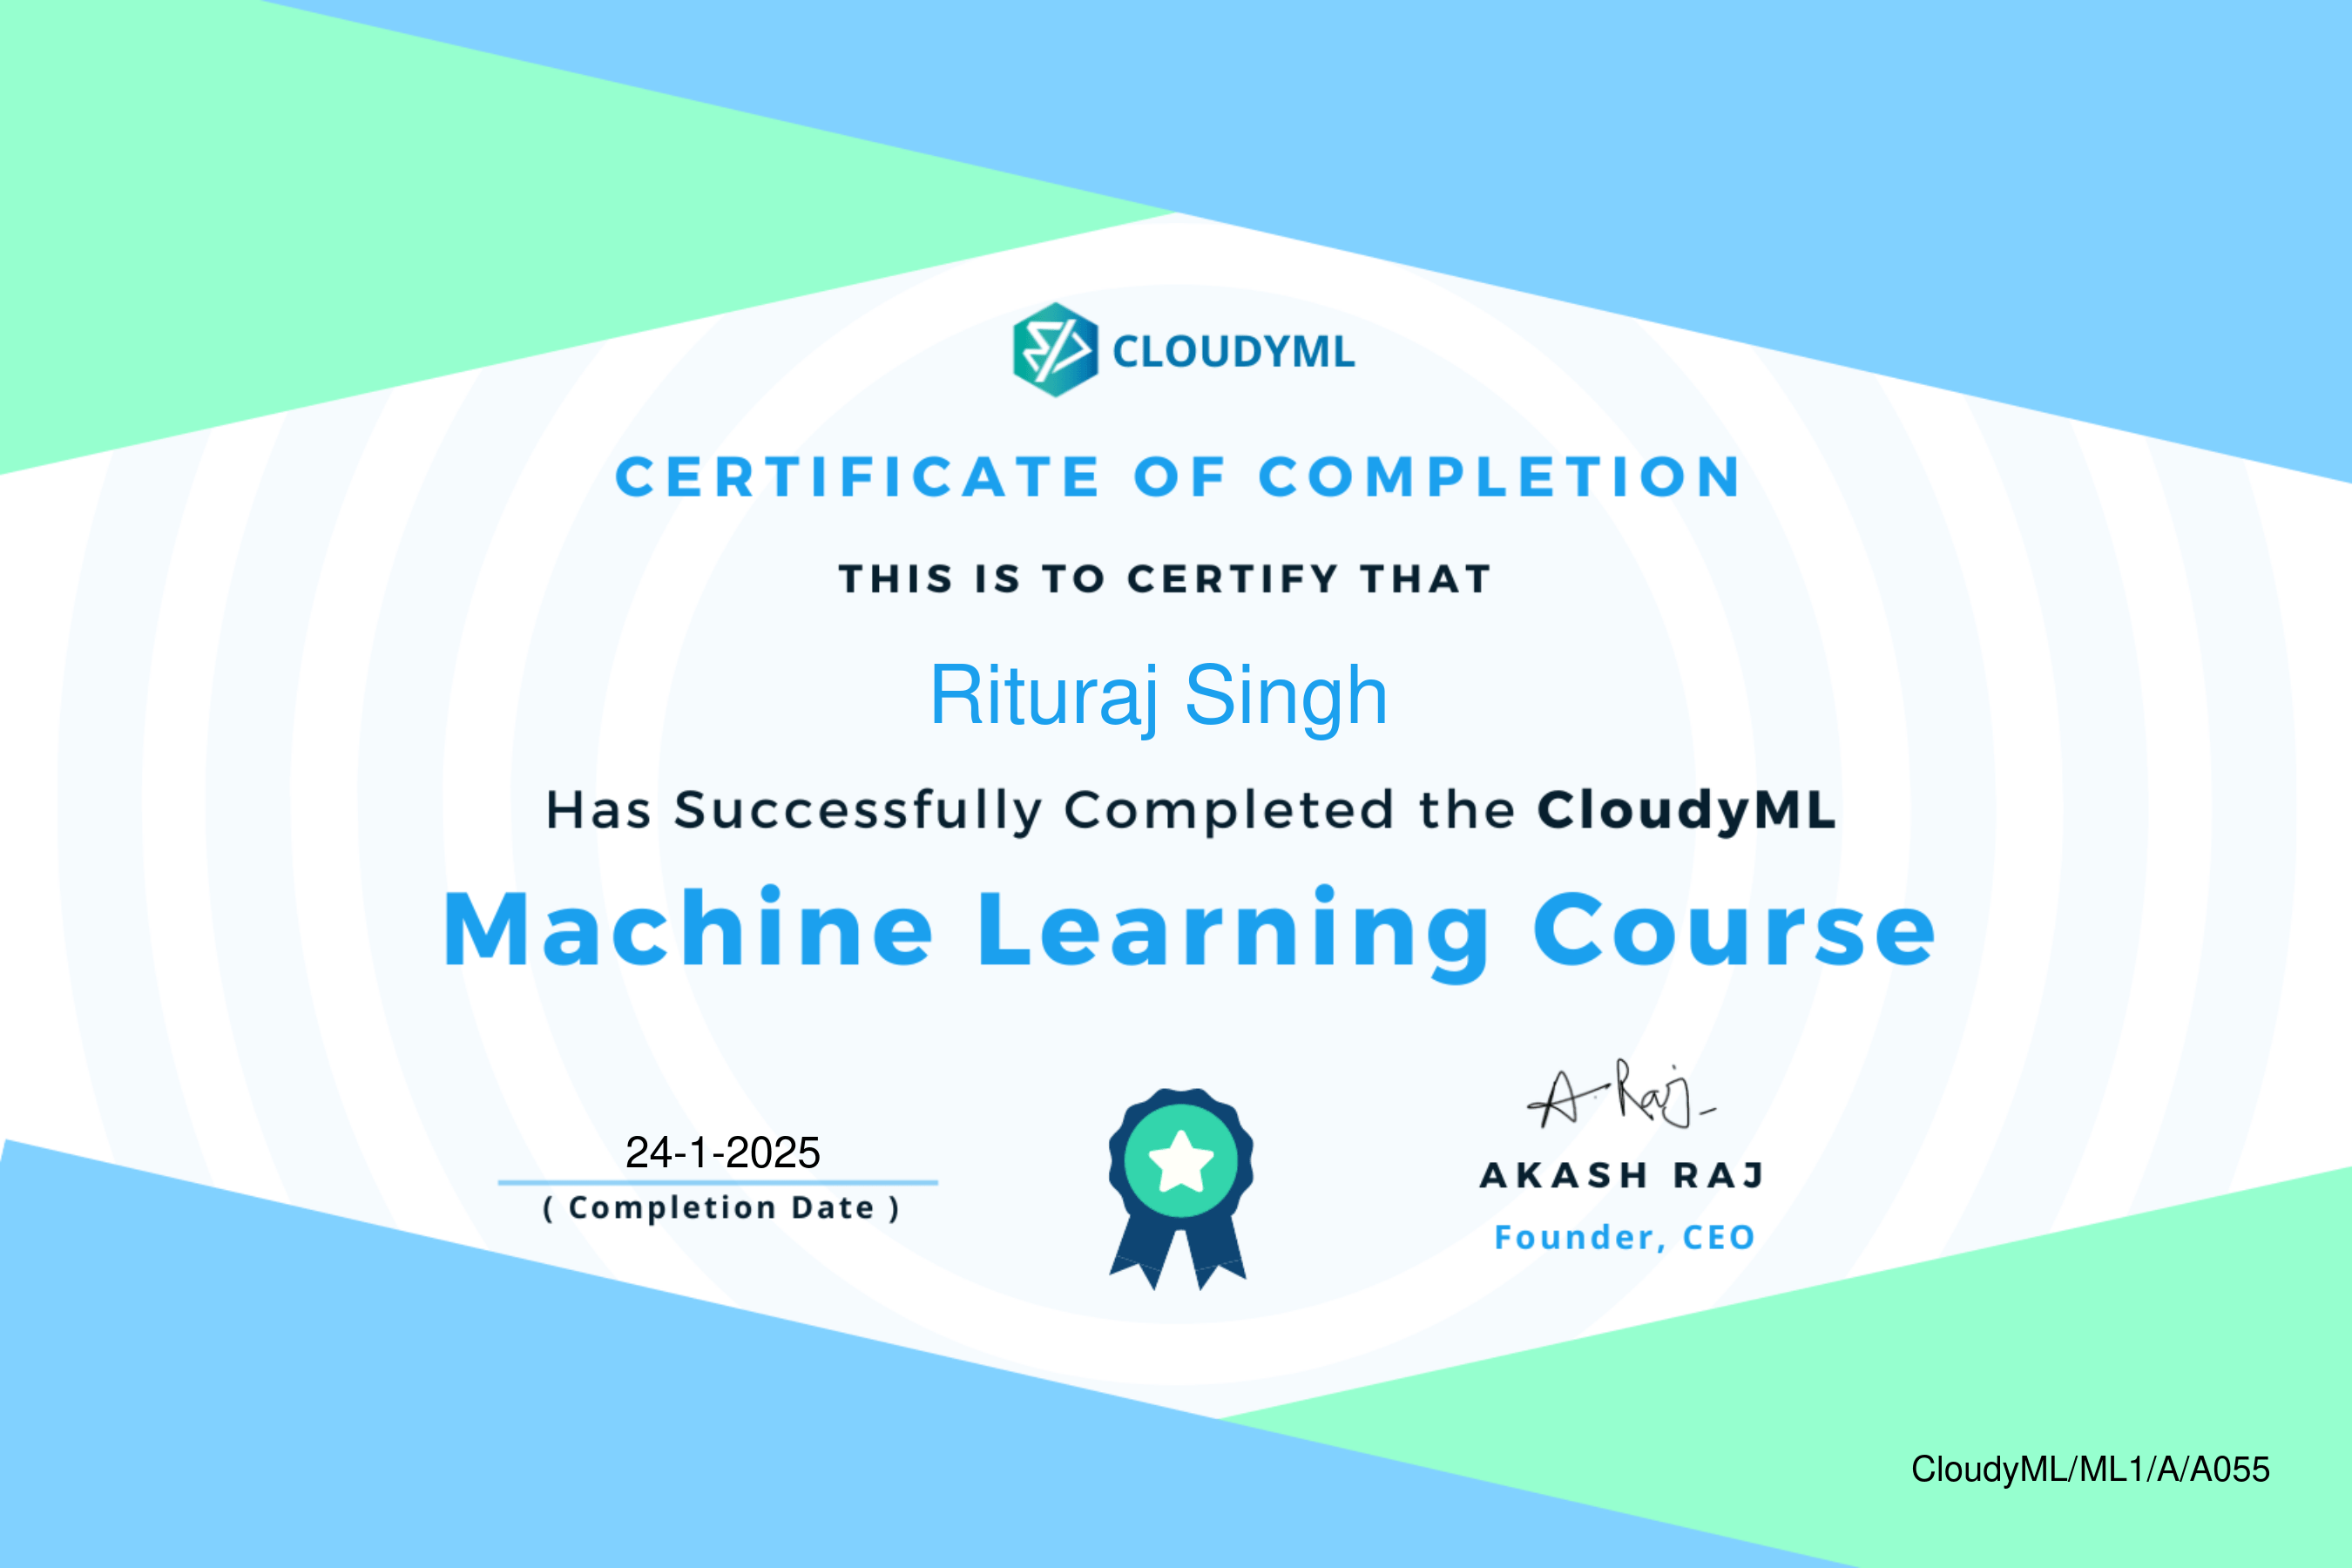 CLOUDYML
CERTIFICATE OF COMPLETION
THIS IS TO CERTIFY THAT
Rituraj Singh
Has Successfully Completed the CloudyML
Machine Learning Course
A. Raj
24-1-2025
( Completion Date )
AKASH RAJ
Founder, CEO
CloudyML/ML1/A/A055